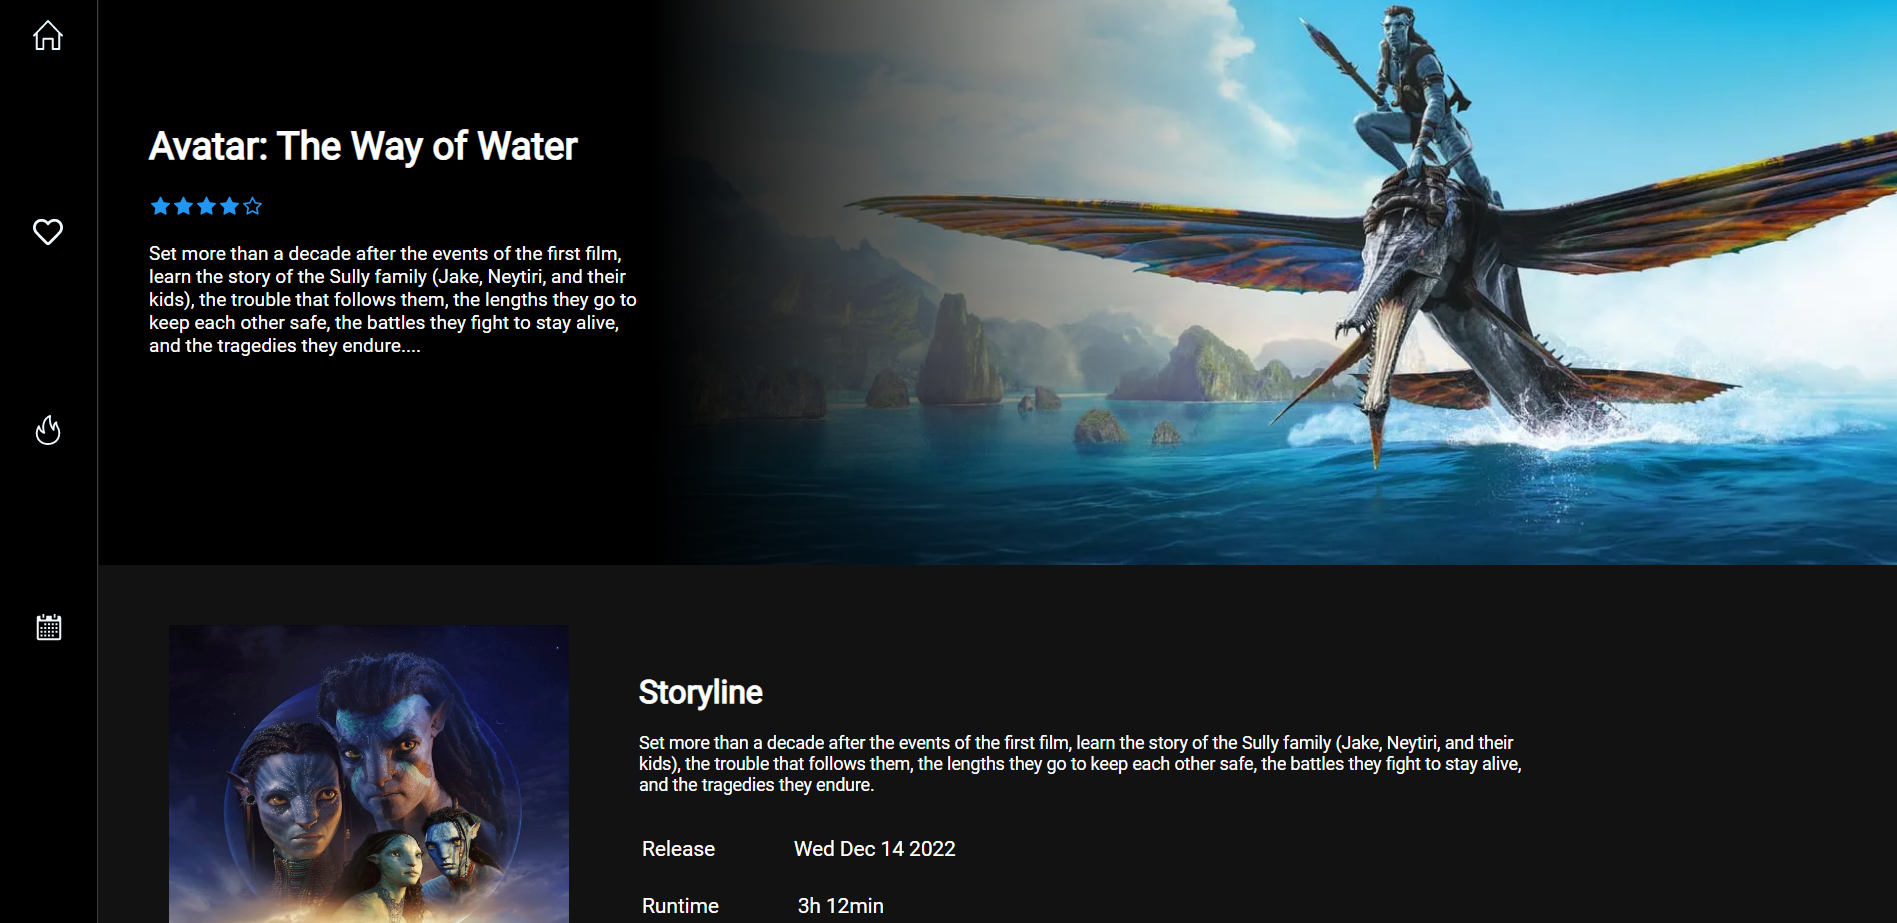 Avatar: The Way of Water
Set more than a decade after the events of the first film,
learn the story of the Sully family (Jake, Neytiri, and their
kids), the trouble that follows them, the lengths they go to
keep each other safe, the battles they fight to stay alive,
and the tragedies they endure....
Storyline
Set more than a decade after the events of the first film, learn the story of the Sully family (Jake, Neytiri, and their
kids), the trouble that follows them, the lengths they go to keep each other safe, the battles they fight to stay alive,
and the tragedies they endure.
Release Wed Dec 14 2022
Runtime 3h 12min